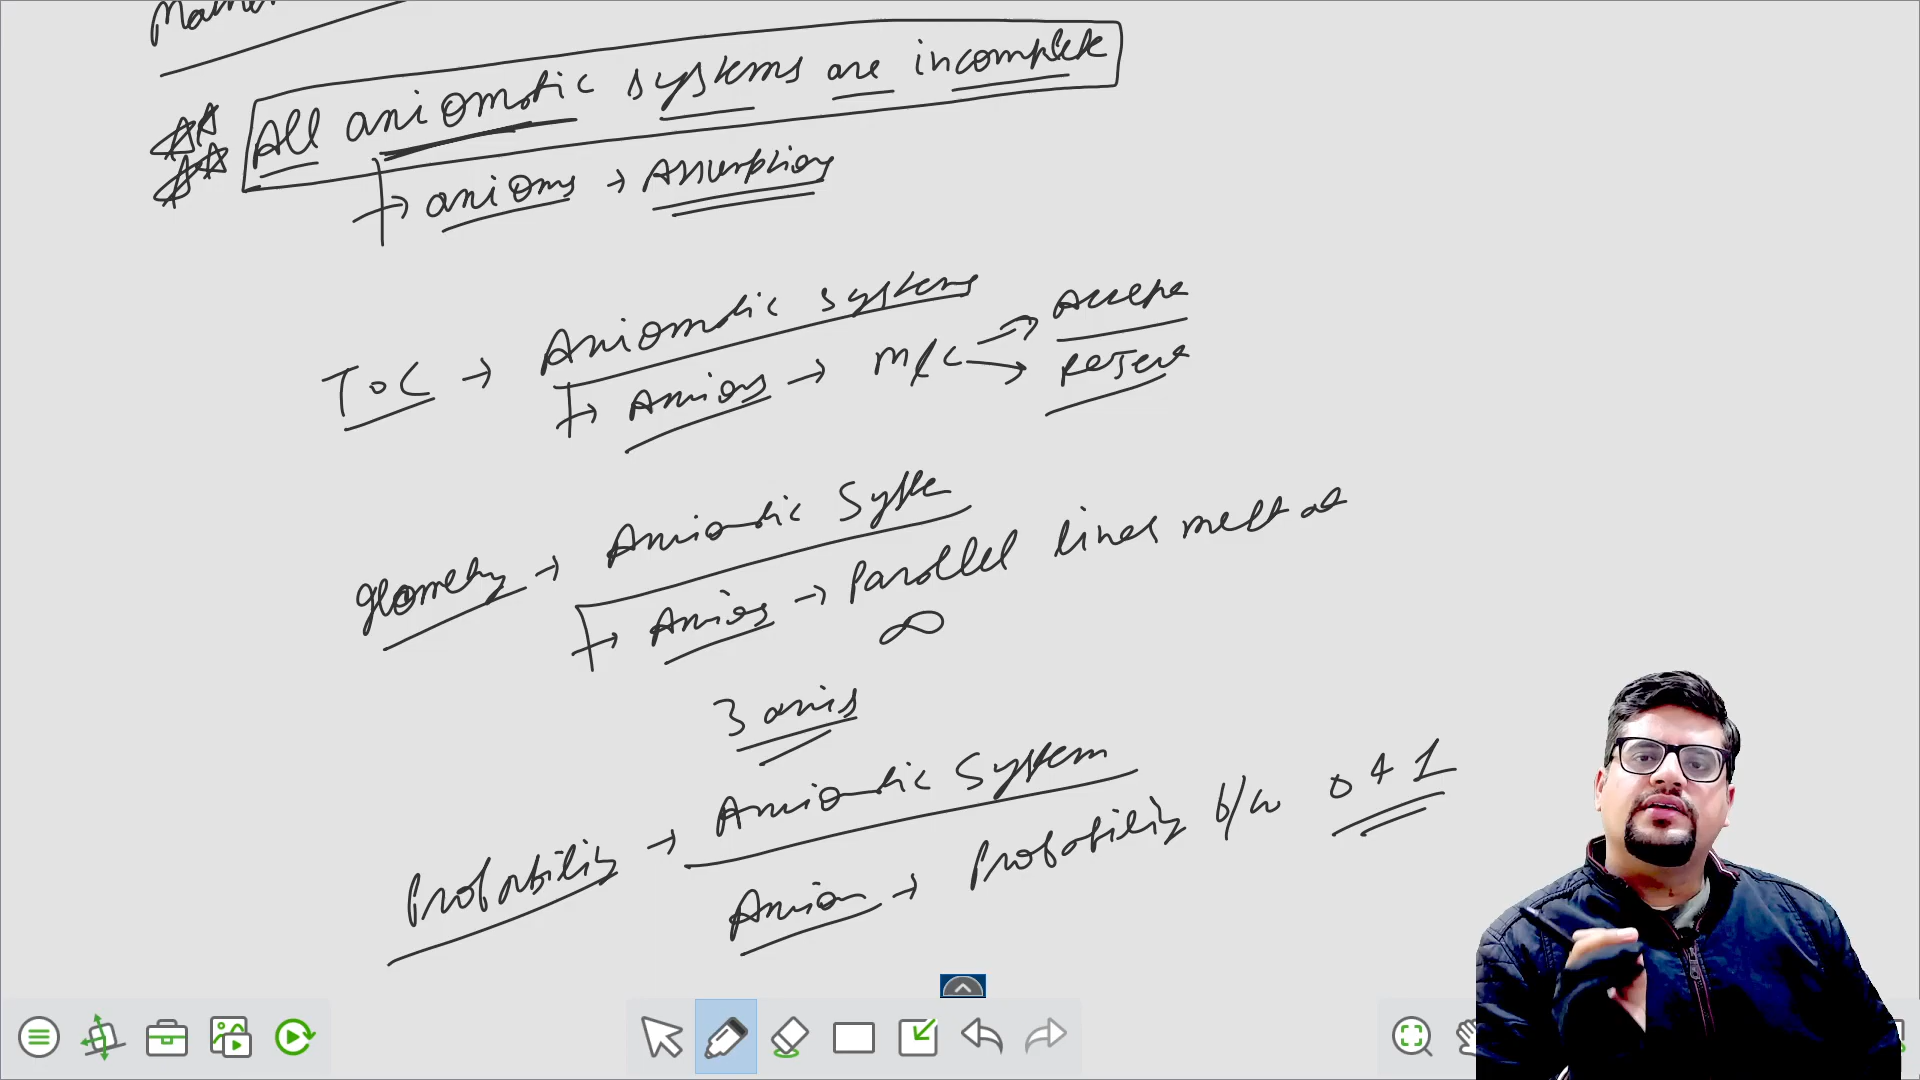 All axiomatic systems are incomplete
→ axioms → Assumptions
TOC → Axiomatic systems
→ Axioms → M/C → Accept
Reject
geometry → Axiomatic System
→ Axioms → Parallel lines meet at
∞
3 axis
Probability → Axiomatic System
Axiom → Probability b/w 0 & 1